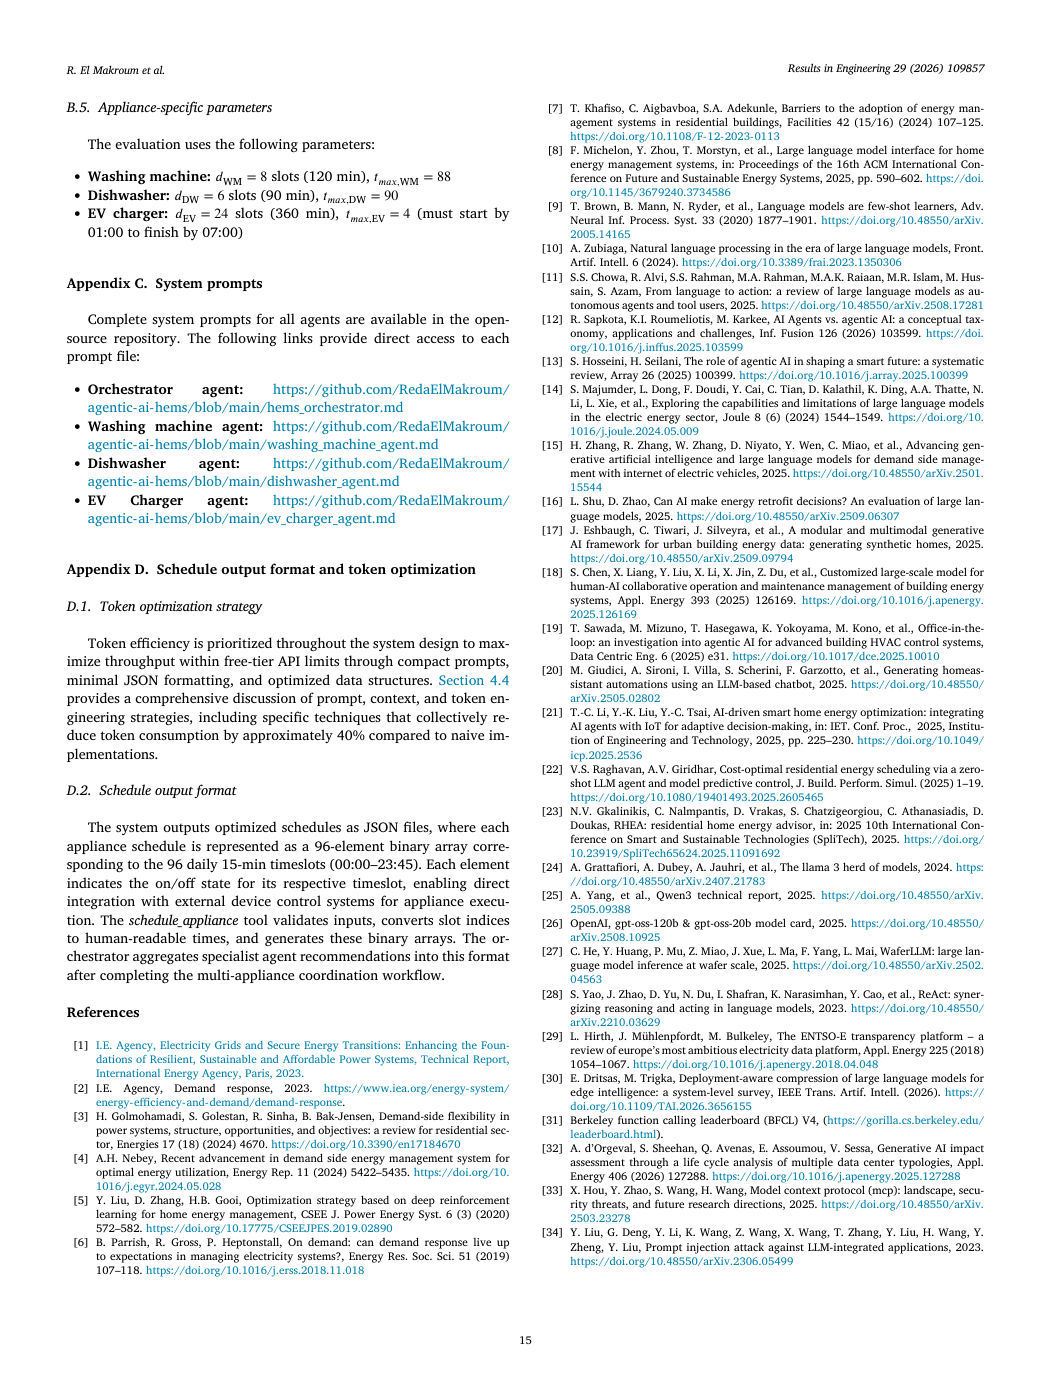 R. El Makroum et al.
Results in Engineering 29 (2026) 109857
B.5. Appliance-specific parameters
The evaluation uses the following parameters:
• Washing machine: dWM = 8 slots (120 min), tmax,WM = 88
• Dishwasher: dDW = 6 slots (90 min), tmax,DW = 90
• EV charger: dEV = 24 slots (360 min), tmax,EV = 4 (must start by
01:00 to finish by 07:00)
Appendix C. System prompts
Complete system prompts for all agents are available in the open-
source repository. The following links provide direct access to each
prompt file:
• Orchestrator agent: https://github.com/RedaElMakroum/
agentic-ai-hems/blob/main/hems_orchestrator.md
• Washing machine agent: https://github.com/RedaElMakroum/
agentic-ai-hems/blob/main/washing_machine_agent.md
• Dishwasher agent: https://github.com/RedaElMakroum/
agentic-ai-hems/blob/main/dishwasher_agent.md
• EV Charger agent: https://github.com/RedaElMakroum/
agentic-ai-hems/blob/main/ev_charger_agent.md
Appendix D. Schedule output format and token optimization
D.1. Token optimization strategy
Token efficiency is prioritized throughout the system design to max-
imize throughput within free-tier API limits through compact prompts,
minimal JSON formatting, and optimized data structures. Section 4.4
provides a comprehensive discussion of prompt, context, and token en-
gineering strategies, including specific techniques that collectively re-
duce token consumption by approximately 40% compared to naive im-
plementations.
D.2. Schedule output format
The system outputs optimized schedules as JSON files, where each
appliance schedule is represented as a 96-element binary array corre-
sponding to the 96 daily 15-min timeslots (00:00–23:45). Each element
indicates the on/off state for its respective timeslot, enabling direct
integration with external device control systems for appliance execu-
tion. The schedule_appliance tool validates inputs, converts slot indices
to human-readable times, and generates these binary arrays. The or-
chestrator aggregates specialist agent recommendations into this format
after completing the multi-appliance coordination workflow.
References
[1] I.E. Agency, Electricity Grids and Secure Energy Transitions: Enhancing the Foun-
dations of Resilient, Sustainable and Affordable Power Systems, Technical Report,
International Energy Agency, Paris, 2023.
[2] I.E. Agency, Demand response, 2023. https://www.iea.org/energy-system/
energy-efficiency-and-demand/demand-response.
[3] H. Golmohamadi, S. Golestan, R. Sinha, B. Bak-Jensen, Demand-side flexibility in
power systems, structure, opportunities, and objectives: a review for residential sec-
tor, Energies 17 (18) (2024) 4670. https://doi.org/10.3390/en17184670
[4] A.H. Nebey, Recent advancement in demand side energy management system for
optimal energy utilization, Energy Rep. 11 (2024) 5422–5435. https://doi.org/10.
1016/j.egyr.2024.05.028
[5] Y. Liu, D. Zhang, H.B. Gooi, Optimization strategy based on deep reinforcement
learning for home energy management, CSEE J. Power Energy Syst. 6 (3) (2020)
572–582. https://doi.org/10.17775/CSEEJPES.2019.02890
[6] B. Parrish, R. Gross, P. Heptonstall, On demand: can demand response live up
to expectations in managing electricity systems?, Energy Res. Soc. Sci. 51 (2019)
107–118. https://doi.org/10.1016/j.erss.2018.11.018
[7] T. Khafiso, C. Aigbavboa, S.A. Adekunle, Barriers to the adoption of energy man-
agement systems in residential buildings, Facilities 42 (15/16) (2024) 107–125.
https://doi.org/10.1108/F-12-2023-0113
[8] F. Michelon, Y. Zhou, T. Morstyn, et al., Large language model interface for home
energy management systems, in: Proceedings of the 16th ACM International Con-
ference on Future and Sustainable Energy Systems, 2025, pp. 590–602. https://doi.
org/10.1145/3679240.3734586
[9] T. Brown, B. Mann, N. Ryder, et al., Language models are few-shot learners, Adv.
Neural Inf. Process. Syst. 33 (2020) 1877–1901. https://doi.org/10.48550/arXiv.
2005.14165
[10] A. Zubiaga, Natural language processing in the era of large language models, Front.
Artif. Intell. 6 (2024). https://doi.org/10.3389/frai.2023.1350306
[11] S.S. Chowa, R. Alvi, S.S. Rahman, M.A. Rahman, M.A.K. Raiaan, M.R. Islam, M. Hus-
sain, S. Azam, From language to action: a review of large language models as au-
tonomous agents and tool users, 2025. https://doi.org/10.48550/arXiv.2508.17281
[12] R. Sapkota, K.I. Roumeliotis, M. Karkee, AI Agents vs. agentic AI: a conceptual tax-
onomy, applications and challenges, Inf. Fusion 126 (2026) 103599. https://doi.
org/10.1016/j.inffus.2025.103599
[13] S. Hosseini, H. Seilani, The role of agentic AI in shaping a smart future: a systematic
review, Array 26 (2025) 100399. https://doi.org/10.1016/j.array.2025.100399
[14] S. Majumder, L. Dong, F. Doudi, Y. Cai, C. Tian, D. Kalathil, K. Ding, A.A. Thatte, N.
Li, L. Xie, et al., Exploring the capabilities and limitations of large language models
in the electric energy sector, Joule 8 (6) (2024) 1544–1549. https://doi.org/10.
1016/j.joule.2024.05.009
[15] H. Zhang, R. Zhang, W. Zhang, D. Niyato, Y. Wen, C. Miao, et al., Advancing gen-
erative artificial intelligence and large language models for demand side manage-
ment with internet of electric vehicles, 2025. https://doi.org/10.48550/arXiv.2501.
15544
[16] L. Shu, D. Zhao, Can AI make energy retrofit decisions? An evaluation of large lan-
guage models, 2025. https://doi.org/10.48550/arXiv.2509.06307
[17] J. Eshbaugh, C. Tiwari, J. Silveyra, et al., A modular and multimodal generative
AI framework for urban building energy data: generating synthetic homes, 2025.
https://doi.org/10.48550/arXiv.2509.09794
[18] S. Chen, X. Liang, Y. Liu, X. Li, X. Jin, Z. Du, et al., Customized large-scale model for
human-AI collaborative operation and maintenance management of building energy
systems, Appl. Energy 393 (2025) 126169. https://doi.org/10.1016/j.apenergy.
2025.126169
[19] T. Sawada, M. Mizuno, T. Hasegawa, K. Yokoyama, M. Kono, et al., Office-in-the-
loop: an investigation into agentic AI for advanced building HVAC control systems,
Data Centric Eng. 6 (2025) e31. https://doi.org/10.1017/dce.2025.10010
[20] M. Giudici, A. Sironi, I. Villa, S. Scherini, F. Garzotto, et al., Generating homeas-
sistant automations using an LLM-based chatbot, 2025. https://doi.org/10.48550/
arXiv.2505.02802
[21] T.-C. Li, Y.-K. Liu, Y.-C. Tsai, AI-driven smart home energy optimization: integrating
AI agents with IoT for adaptive decision-making, in: IET. Conf. Proc., 2025, Institu-
tion of Engineering and Technology, 2025, pp. 225–230. https://doi.org/10.1049/
icp.2025.2536
[22] V.S. Raghavan, A.V. Giridhar, Cost-optimal residential energy scheduling via a zero-
shot LLM agent and model predictive control, J. Build. Perform. Simul. (2025) 1–19.
https://doi.org/10.1080/19401493.2025.2605465
[23] N.V. Gkalinikis, C. Nalmpantis, D. Vrakas, S. Chatzigeorgiou, C. Athanasiadis, D.
Doukas, RHEA: residential home energy advisor, in: 2025 10th International Con-
ference on Smart and Sustainable Technologies (SpliTech), 2025. https://doi.org/
10.23919/SpliTech65624.2025.11091692
[24] A. Grattafiori, A. Dubey, A. Jauhri, et al., The llama 3 herd of models, 2024. https:
//doi.org/10.48550/arXiv.2407.21783
[25] A. Yang, et al., Qwen3 technical report, 2025. https://doi.org/10.48550/arXiv.
2505.09388
[26] OpenAI, gpt-oss-120b & gpt-oss-20b model card, 2025. https://doi.org/10.48550/
arXiv.2508.10925
[27] C. He, Y. Huang, P. Mu, Z. Miao, J. Xue, L. Ma, F. Yang, L. Mai, WaferLLM: large lan-
guage model inference at wafer scale, 2025. https://doi.org/10.48550/arXiv.2502.
04563
[28] S. Yao, J. Zhao, D. Yu, N. Du, I. Shafran, K. Narasimhan, Y. Cao, et al., ReAct: syner-
gizing reasoning and acting in language models, 2023. https://doi.org/10.48550/
arXiv.2210.03629
[29] L. Hirth, J. Mühlenpfordt, M. Bulkeley, The ENTSO-E transparency platform – a
review of europe's most ambitious electricity data platform, Appl. Energy 225 (2018)
1054–1067. https://doi.org/10.1016/j.apenergy.2018.04.048
[30] E. Dritsas, M. Trigka, Deployment-aware compression of large language models for
edge intelligence: a system-level survey, IEEE Trans. Artif. Intell. (2026). https://
doi.org/10.1109/TAI.2026.3656155
[31] Berkeley function calling leaderboard (BFCL) V4, (https://gorilla.cs.berkeley.edu/
leaderboard.html).
[32] A. d'Orgeval, S. Sheehan, Q. Avenas, E. Assoumou, V. Sessa, Generative AI impact
assessment through a life cycle analysis of multiple data center typologies, Appl.
Energy 406 (2026) 127288. https://doi.org/10.1016/j.apenergy.2025.127288
[33] X. Hou, Y. Zhao, S. Wang, H. Wang, Model context protocol (mcp): landscape, secu-
rity threats, and future research directions, 2025. https://doi.org/10.48550/arXiv.
2503.23278
[34] Y. Liu, G. Deng, Y. Li, K. Wang, Z. Wang, X. Wang, T. Zhang, Y. Liu, H. Wang, Y.
Zheng, Y. Liu, Prompt injection attack against LLM-integrated applications, 2023.
https://doi.org/10.48550/arXiv.2306.05499
15